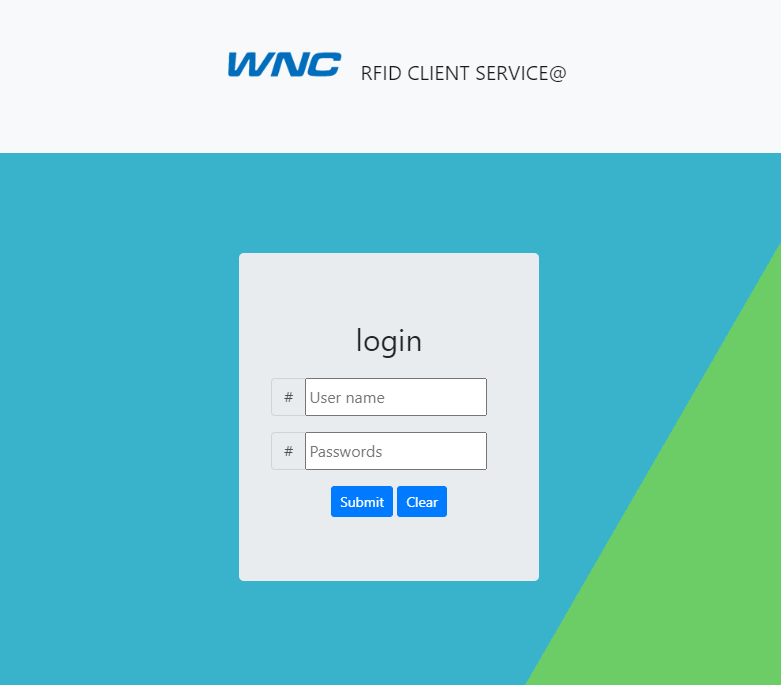 WNC RFID CLIENT SERVICE@
login
# User name
# Passwords
Submit Clear